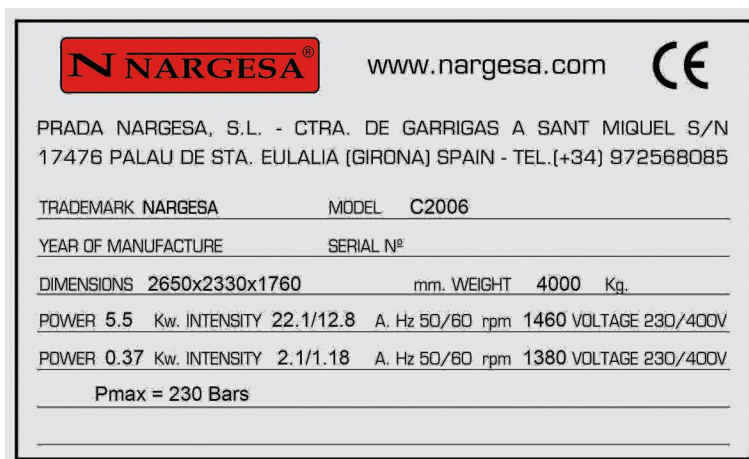 N NARGESA® www.nargesa.com CE
PRADA NARGESA, S.L. - CTRA. DE GARRIGAS A SANT MIQUEL S/N
17476 PALAU DE STA. EULALIA (GIRONA) SPAIN - TEL.(+34) 972568085
TRADEMARK NARGESA MODEL C2006
YEAR OF MANUFACTURE SERIAL Nº
DIMENSIONS 2650x2330x1760 mm. WEIGHT 4000 Kg.
POWER 5.5 Kw. INTENSITY 22.1/12.8 A. Hz 50/60 rpm 1460 VOLTAGE 230/400V
POWER 0.37 Kw. INTENSITY 2.1/1.18 A. Hz 50/60 rpm 1380 VOLTAGE 230/400V
Pmax = 230 Bars